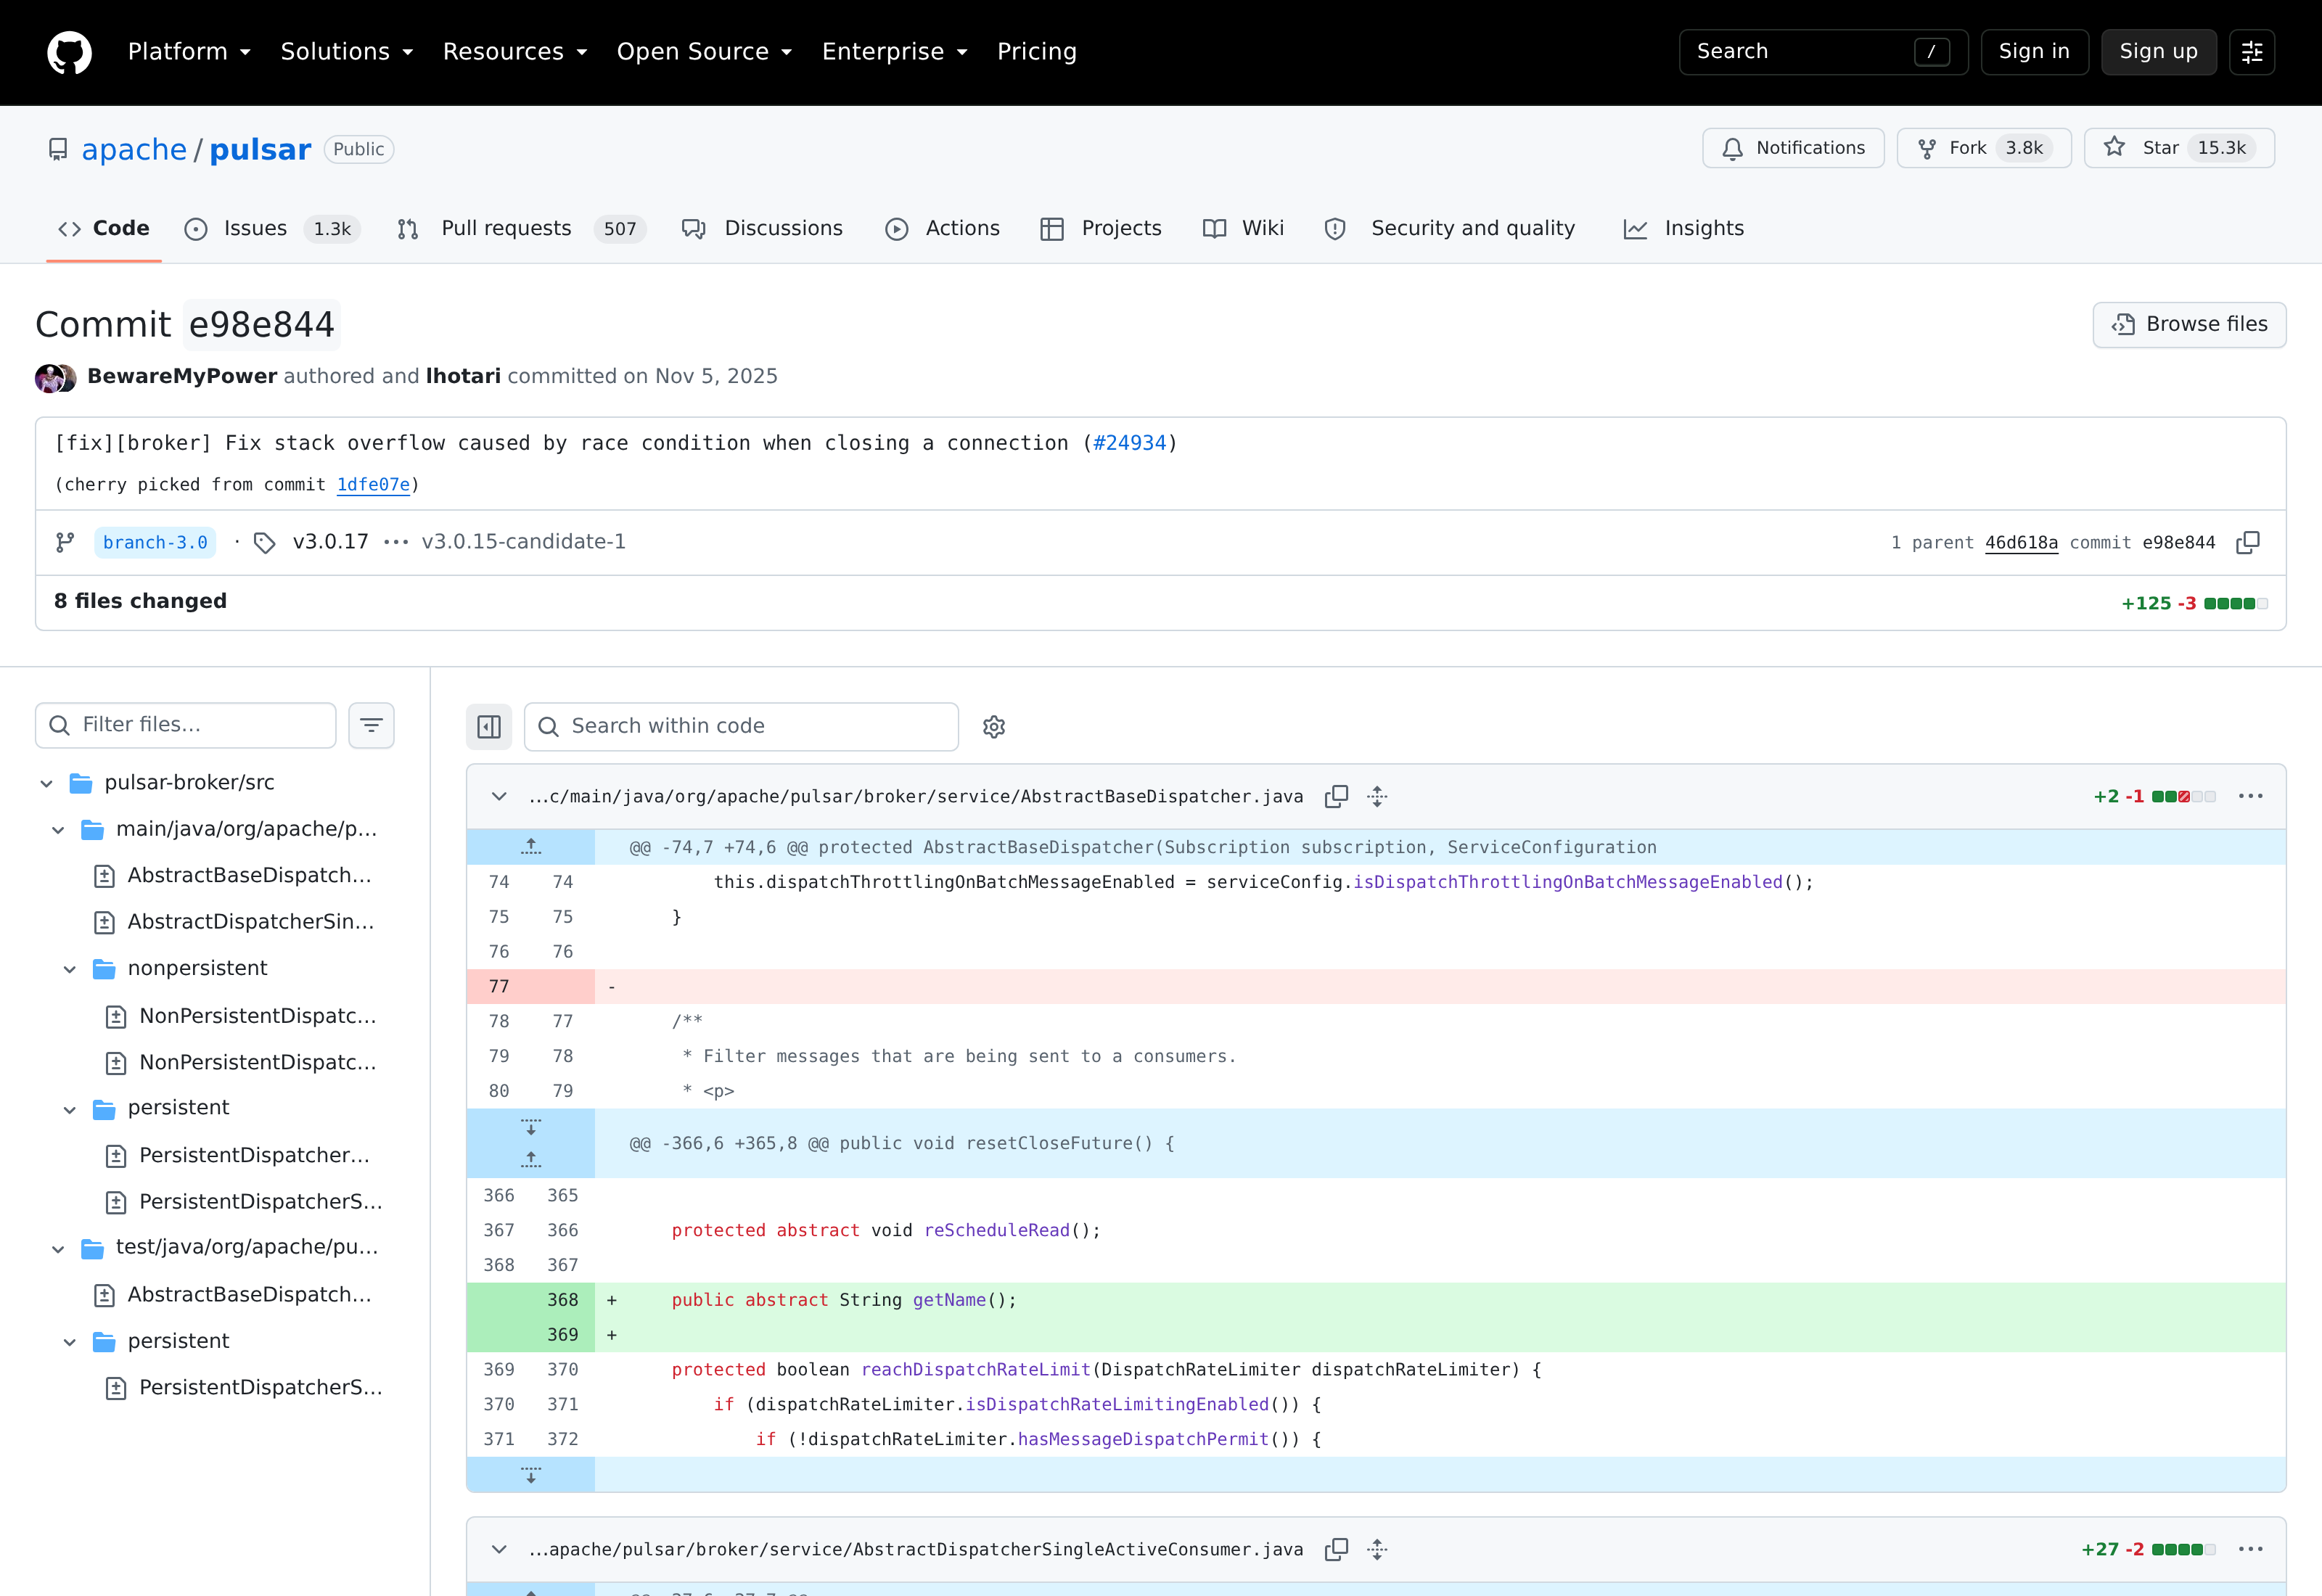 Platform Solutions Resources Open Source Enterprise Pricing Search / Sign in Sign up
apache / pulsar Public Notifications Fork 3.8k Star 15.3k
Code Issues 1.3k Pull requests 507 Discussions Actions Projects Wiki Security and quality Insights
Commit e98e844 Browse files
BewareMyPower authored and lhotari committed on Nov 5, 2025
[fix][broker] Fix stack overflow caused by race condition when closing a connection (#24934)
(cherry picked from commit 1dfe07e)
branch-3.0 · v3.0.17 ··· v3.0.15-candidate-1 1 parent 46d618a commit e98e844
8 files changed +125 -3
Filter files...
pulsar-broker/src
main/java/org/apache/p...
AbstractBaseDispatch...
AbstractDispatcherSin...
nonpersistent
NonPersistentDispatc...
NonPersistentDispatc...
persistent
PersistentDispatcher...
PersistentDispatcherS...
test/java/org/apache/pu...
AbstractBaseDispatch...
persistent
PersistentDispatcherS...
Search within code
...c/main/java/org/apache/pulsar/broker/service/AbstractBaseDispatcher.java +2 -1
@@ -74,7 +74,6 @@ protected AbstractBaseDispatcher(Subscription subscription, ServiceConfiguration
74 74 this.dispatchThrottlingOnBatchMessageEnabled = serviceConfig.isDispatchThrottlingOnBatchMessageEnabled();
75 75 }
76 76
77 -
78 77 /**
79 78 * Filter messages that are being sent to a consumers.
80 79 * <p>
@@ -366,6 +365,8 @@ public void resetCloseFuture() {
366 365
367 366 protected abstract void reScheduleRead();
368 367
368 + public abstract String getName();
369 +
369 370 protected boolean reachDispatchRateLimit(DispatchRateLimiter dispatchRateLimiter) {
370 371 if (dispatchRateLimiter.isDispatchRateLimitingEnabled()) {
371 372 if (!dispatchRateLimiter.hasMessageDispatchPermit()) {
...apache/pulsar/broker/service/AbstractDispatcherSingleActiveConsumer.java +27 -2